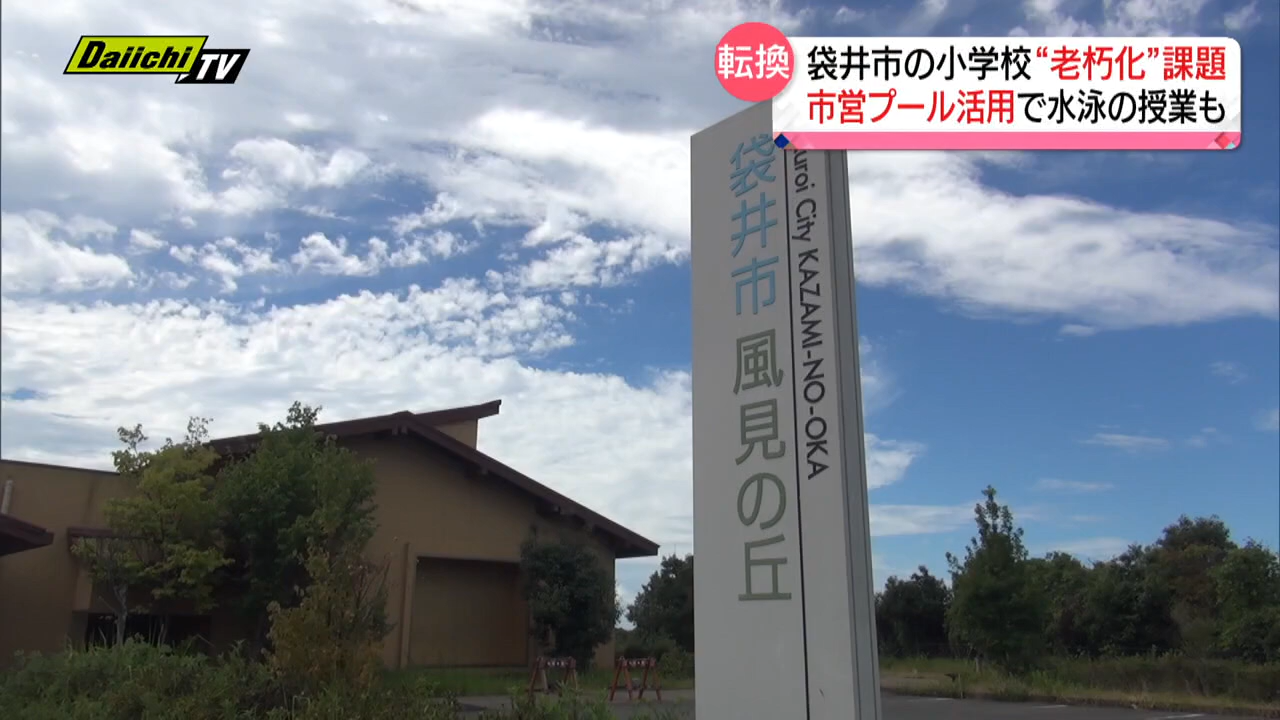 Daiichi TV
転換
袋井市の小学校“老朽化”課題
市営プール活用で水泳の授業も
袋井市 風見の丘
City KAZAMI-NO-OKA